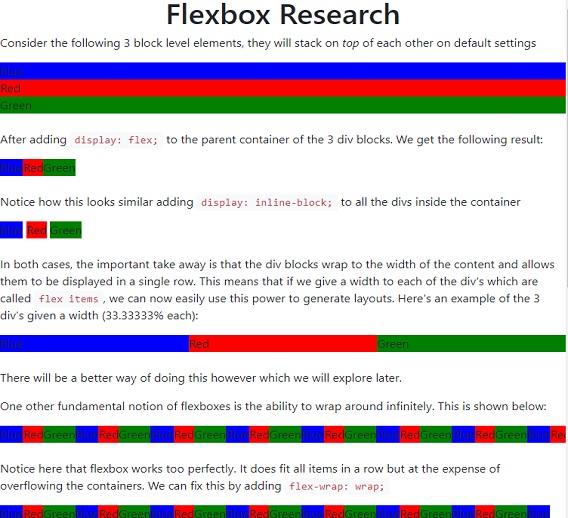 Flexbox Research
Consider the following 3 block level elements, they will stack on top of each other on default settings
Blue
Red
Green
After adding display: flex; to the parent container of the 3 div blocks. We get the following result:
BlueRedGreen
Notice how this looks similar adding display: inline-block; to all the divs inside the container
Blue Red Green
In both cases, the important take away is that the div blocks wrap to the width of the content and allows
them to be displayed in a single row. This means that if we give a width to each of the div's which are
called flex items , we can now easily use this power to generate layouts. Here's an example of the 3
div's given a width (33.33333% each):
Blue Red Green
There will be a better way of doing this however which we will explore later.
One other fundamental notion of flexboxes is the ability to wrap around infinitely. This is shown below:
BlueRedGreenBlueRedGreenBlueRedGreenBlueRedGreenBlueRedGreenBlueRedGreenBlueRedGreenBlueRe
Notice here that flexbox works too perfectly. It does fit all items in a row but at the expense of
overflowing the containers. We can fix this by adding flex-wrap: wrap;
BlueRedGreenBlueRedGreenBlueRedGreenBlueRedGreenBlueRedGreenBlueRedGreenBlueRedGreenBlue